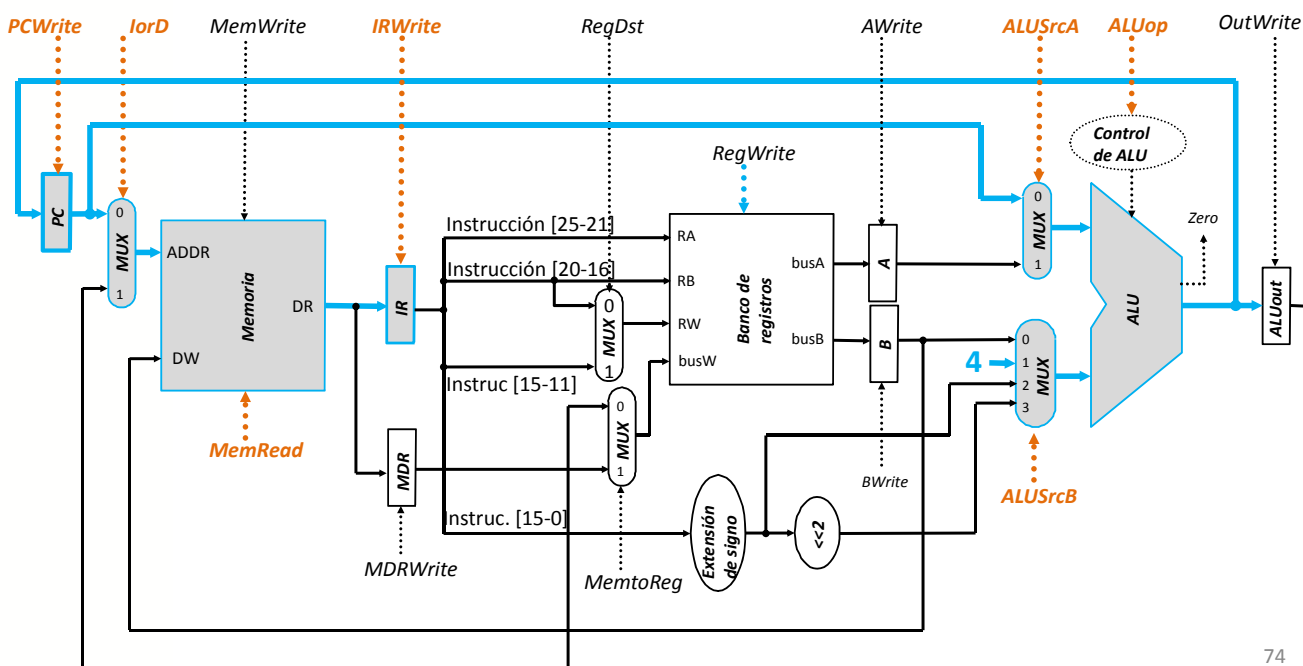 PCWrite
IorD
MemWrite
IRWrite
RegDst
AWrite
ALUSrcA
ALUop
OutWrite
Control
de ALU
RegWrite
Zero
PC
0
MUX
1
ADDR
Memoria
DR
DW
MemRead
IR
Instrucción [25-21]
Instrucción [20-16]
Instruc [15-11]
Instruc. [15-0]
0
MUX
1
RA
RB
RW
busW
Banco de
registros
busA
busB
A
B
BWrite
0
MUX
1
0
4
1
2
3
MUX
ALUSrcB
ALU
ALUout
MDR
MDRWrite
0
MUX
1
MemtoReg
Extensión
de signo
<<2
74